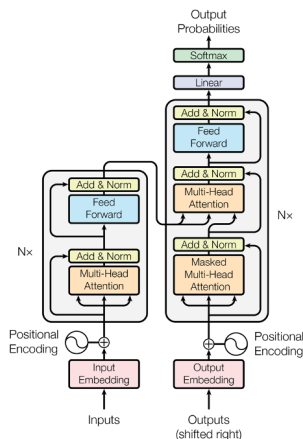 Output
Probabilities
Softmax
Linear
Add & Norm
Feed
Forward
Add & Norm
Multi-Head
Attention
Add & Norm
Masked
Multi-Head
Attention
N×
Add & Norm
Feed
Forward
N×
Add & Norm
Multi-Head
Attention
Positional
Encoding
Positional
Encoding
Input
Embedding
Output
Embedding
Inputs
Outputs
(shifted right)